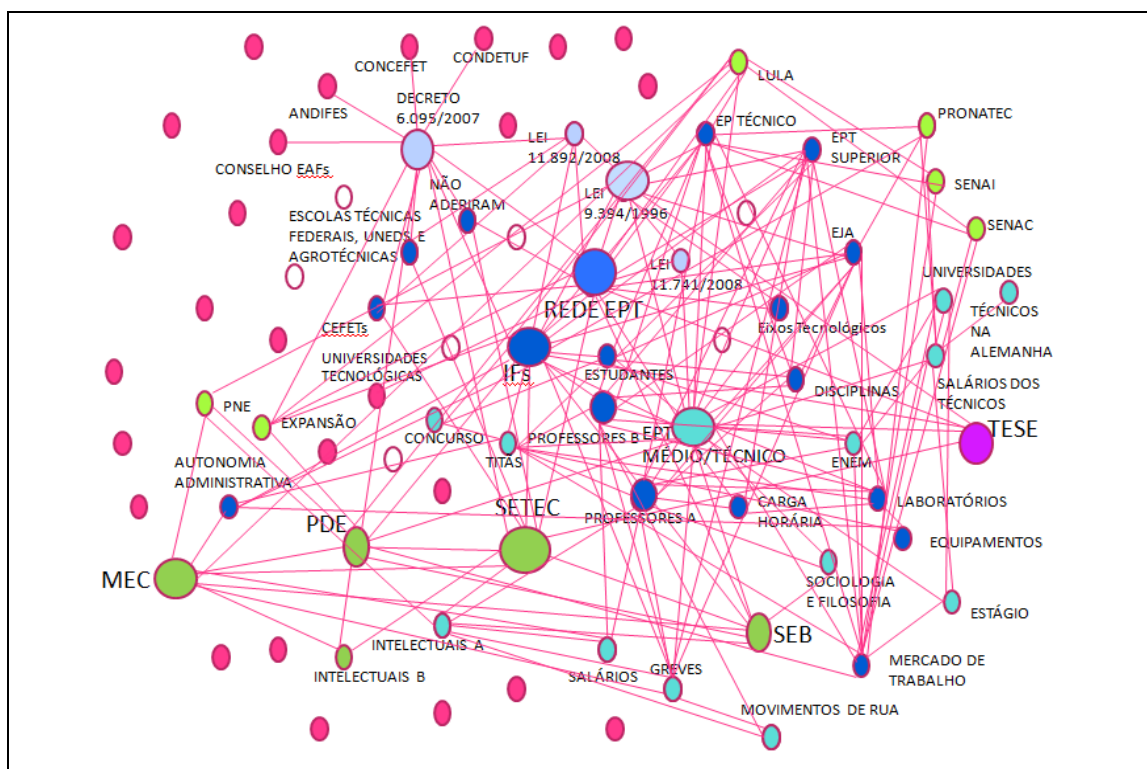 CONCEFET
CONDETUF
LULA
ANDIFES
DECRETO
6.095/2007
PRONATEC
LEI
11.892/2008
EP TÉCNICO
EPT
SUPERIOR
CONSELHO EAFs
NÃO
ADERIRAM
SENAI
LEI
9.394/1996
ESCOLAS TÉCNICAS
FEDERAIS, UNEDS E
AGROTÉCNICAS
SENAC
EJA
LEI
11.741/2008
UNIVERSIDADES
TÉCNICOS
NA
ALEMANHA
REDE EPT
CEFETs
Eixos Tecnológicos
UNIVERSIDADES
TECNOLÓGICAS
IFs
ESTUDANTES
DISCIPLINAS
SALÁRIOS DOS
TÉCNICOS
PNE
EXPANSÃO
CONCURSO
PROFESSORES B
TITAS
EPT
MÉDIO/TÉCNICO
ENEM
TESE
AUTONOMIA
ADMINISTRATIVA
SETEC
PROFESSORES A
CARGA
HORÁRIA
LABORATÓRIOS
PDE
EQUIPAMENTOS
MEC
SOCIOLOGIA
E FILOSOFIA
ESTÁGIO
SEB
INTELECTUAIS A
INTELECTUAIS B
SALÁRIOS
GREVES
MERCADO DE
TRABALHO
MOVIMENTOS DE RUA